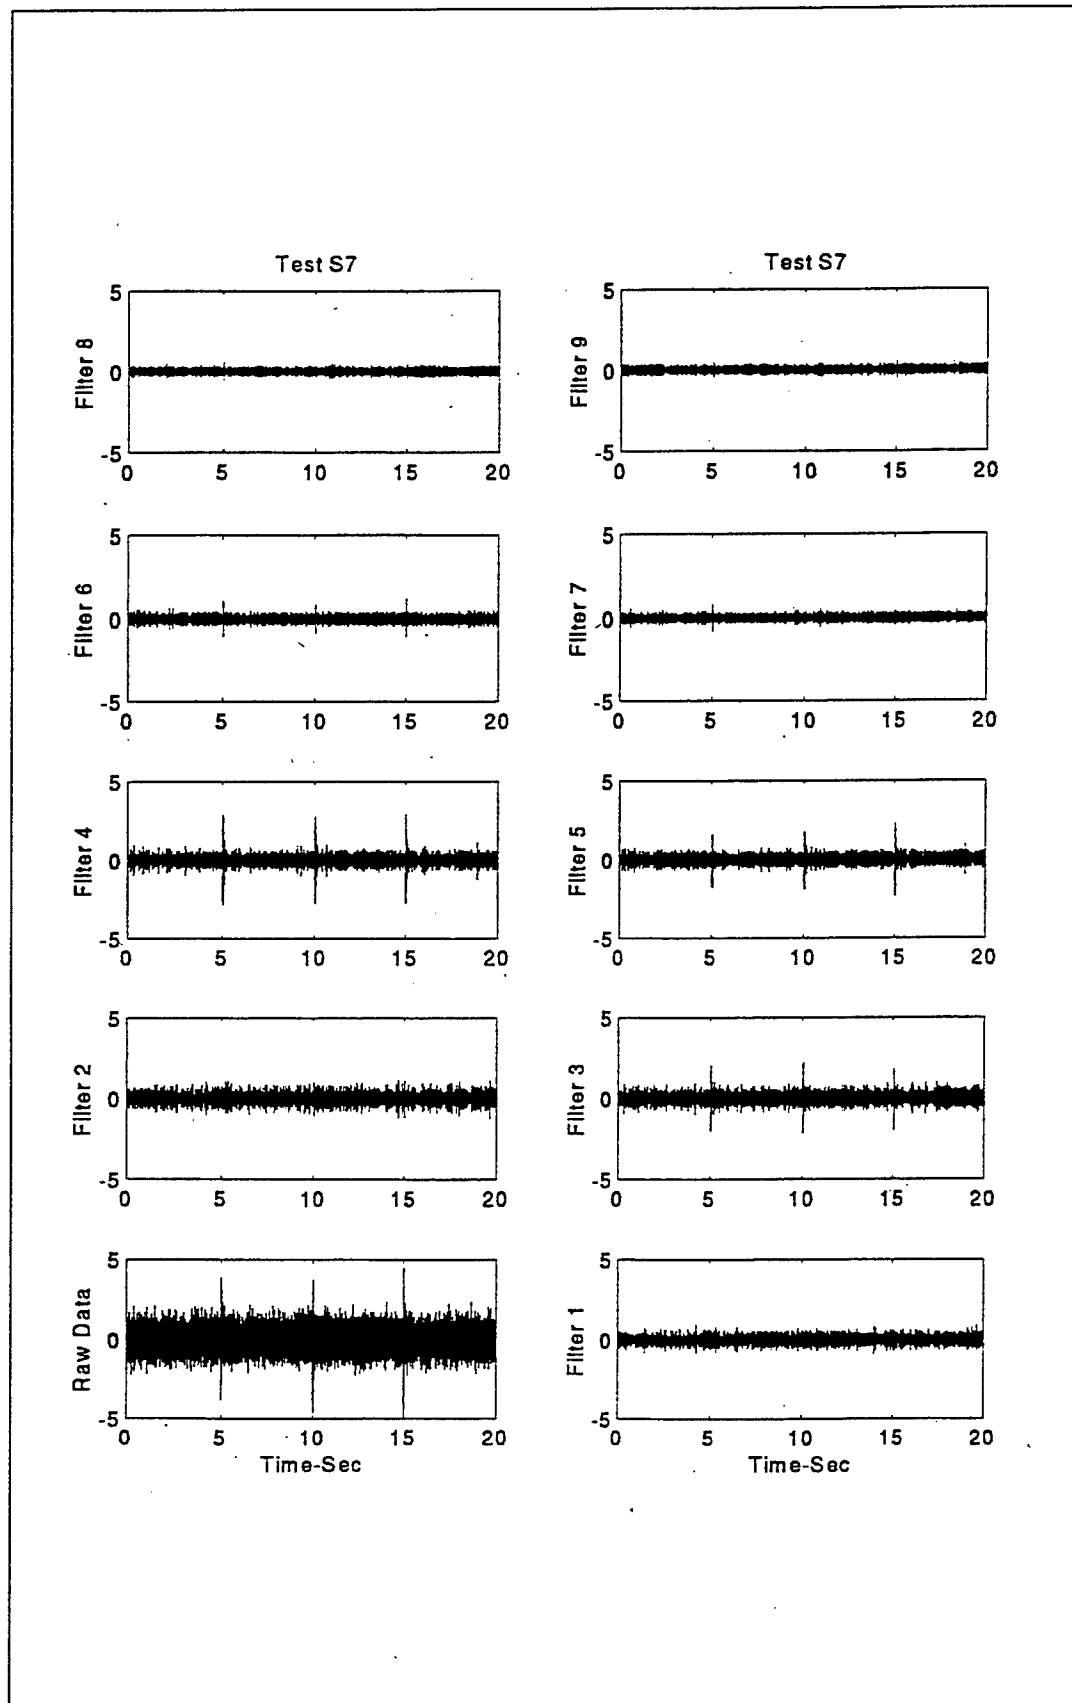 Test S7
Test S7
5
Filter 8
0
-5
0 5 10 15 20
5
Filter 9
0
-5
0 5 10 15 20
5
Filter 6
0
-5
0 5 10 15 20
5
Filter 7
0
-5
0 5 10 15 20
5
Filter 4
0
-5
0 5 10 15 20
5
Filter 5
0
-5
0 5 10 15 20
5
Filter 2
0
-5
0 5 10 15 20
5
Filter 3
0
-5
0 5 10 15 20
5
Raw Data
0
-5
0 5 10 15 20
Time-Sec
5
Filter 1
0
-5
0 5 10 15 20
Time-Sec